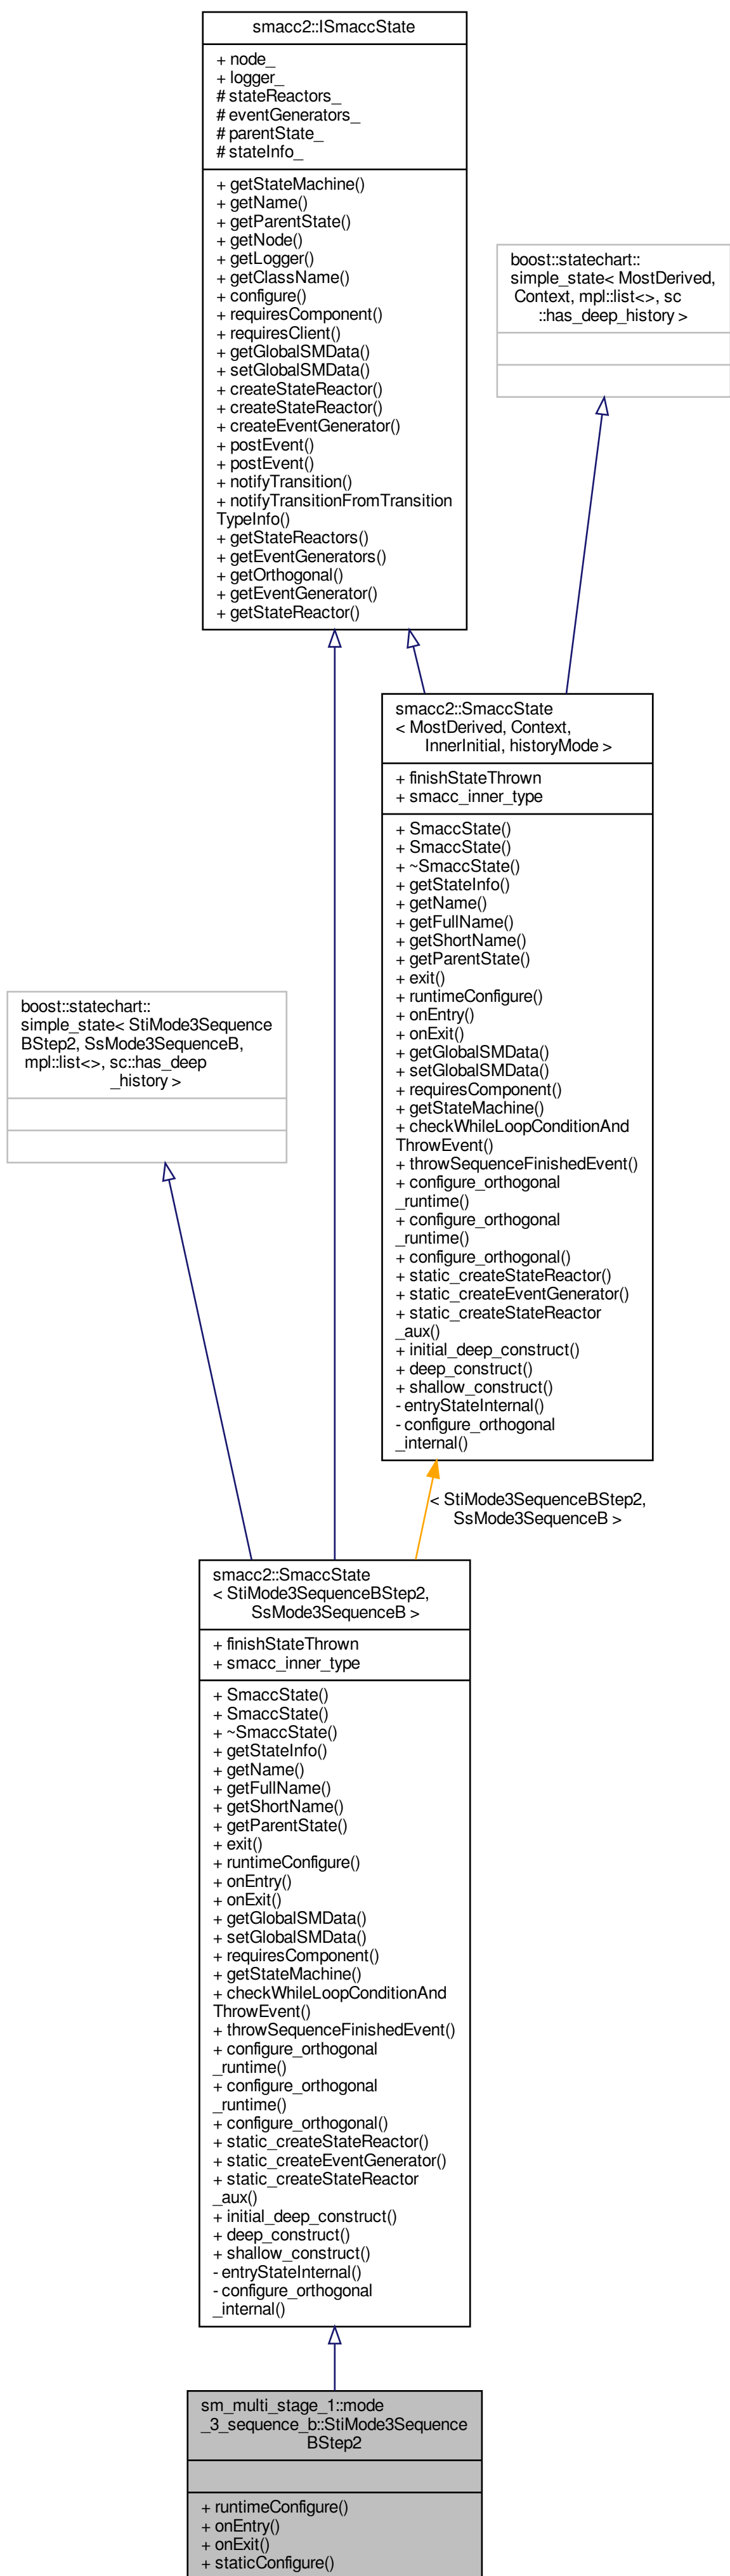 smacc2::ISmaccState
+ node_
+ logger_
# stateReactors_
# eventGenerators_
# parentState_
# stateInfo_
+ getStateMachine()
+ getName()
+ getParentState()
+ getNode()
+ getLogger()
+ getClassName()
+ configure()
+ requiresComponent()
+ requiresClient()
+ getGlobalSMData()
+ setGlobalSMData()
+ createStateReactor()
+ createStateReactor()
+ createEventGenerator()
+ postEvent()
+ postEvent()
+ notifyTransition()
+ notifyTransitionFromTransition
TypeInfo()
+ getStateReactors()
+ getEventGenerators()
+ getOrthogonal()
+ getEventGenerator()
+ getStateReactor()
boost::statechart::
simple_state< MostDerived,
Context, mpl::list<>, sc
::has_deep_history >
smacc2::SmaccState
< MostDerived, Context,
InnerInitial, historyMode >
+ finishStateThrown
+ smacc_inner_type
+ SmaccState()
+ SmaccState()
+ ~SmaccState()
+ getStateInfo()
+ getName()
+ getFullName()
+ getShortName()
+ getParentState()
+ exit()
+ runtimeConfigure()
+ onEntry()
+ onExit()
+ getGlobalSMData()
+ setGlobalSMData()
+ requiresComponent()
+ getStateMachine()
+ checkWhileLoopConditionAnd
ThrowEvent()
+ throwSequenceFinishedEvent()
+ configure_orthogonal
_runtime()
+ configure_orthogonal
_runtime()
+ configure_orthogonal()
+ static_createStateReactor()
+ static_createEventGenerator()
+ static_createStateReactor
_aux()
+ initial_deep_construct()
+ deep_construct()
+ shallow_construct()
- entryStateInternal()
- configure_orthogonal
_internal()
boost::statechart::
simple_state< StiMode3Sequence
BStep2, SsMode3SequenceB,
mpl::list<>, sc::has_deep
_history >
< StiMode3SequenceBStep2,
SsMode3SequenceB >
smacc2::SmaccState
< StiMode3SequenceBStep2,
SsMode3SequenceB >
+ finishStateThrown
+ smacc_inner_type
+ SmaccState()
+ SmaccState()
+ ~SmaccState()
+ getStateInfo()
+ getName()
+ getFullName()
+ getShortName()
+ getParentState()
+ exit()
+ runtimeConfigure()
+ onEntry()
+ onExit()
+ getGlobalSMData()
+ setGlobalSMData()
+ requiresComponent()
+ getStateMachine()
+ checkWhileLoopConditionAnd
ThrowEvent()
+ throwSequenceFinishedEvent()
+ configure_orthogonal
_runtime()
+ configure_orthogonal
_runtime()
+ configure_orthogonal()
+ static_createStateReactor()
+ static_createEventGenerator()
+ static_createStateReactor
_aux()
+ initial_deep_construct()
+ deep_construct()
+ shallow_construct()
- entryStateInternal()
- configure_orthogonal
_internal()
sm_multi_stage_1::mode
_3_sequence_b::StiMode3Sequence
BStep2
+ runtimeConfigure()
+ onEntry()
+ onExit()
+ staticConfigure()